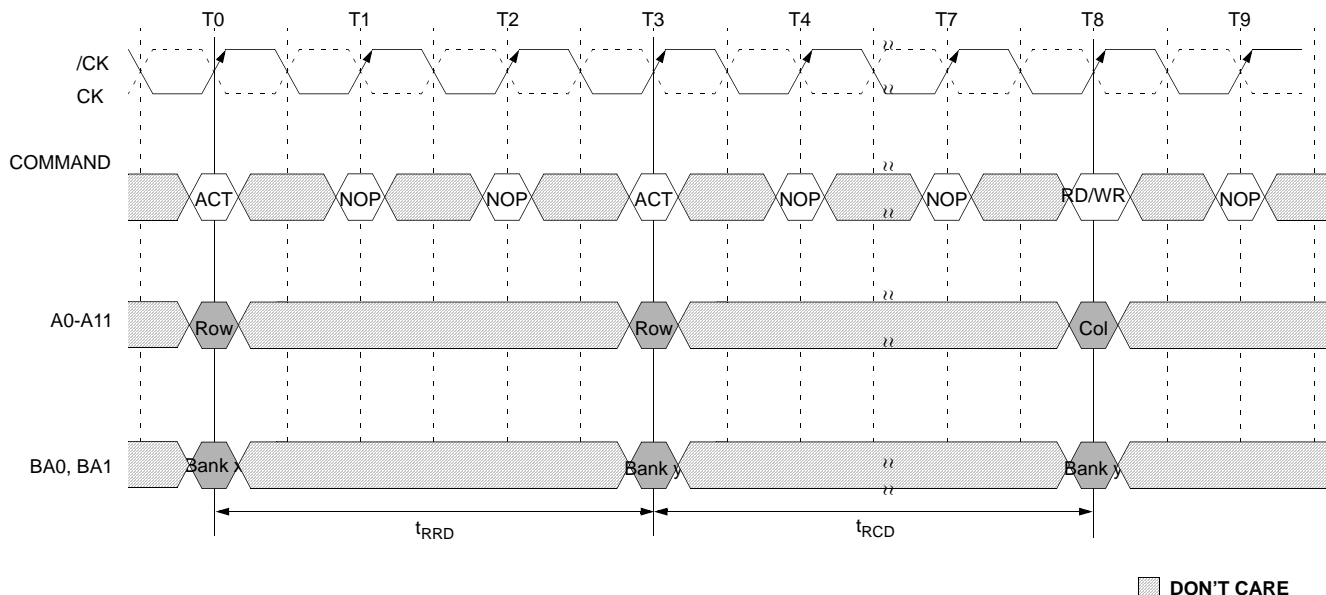 T0 T1 T2 T3 T4 T7 T8 T9
/CK
CK
COMMAND
ACT NOP NOP ACT NOP NOP RD/WR NOP
A0-A11
Row Row Col
BA0, BA1
Bank x Bank y Bank y
tRRD tRCD
DON'T CARE